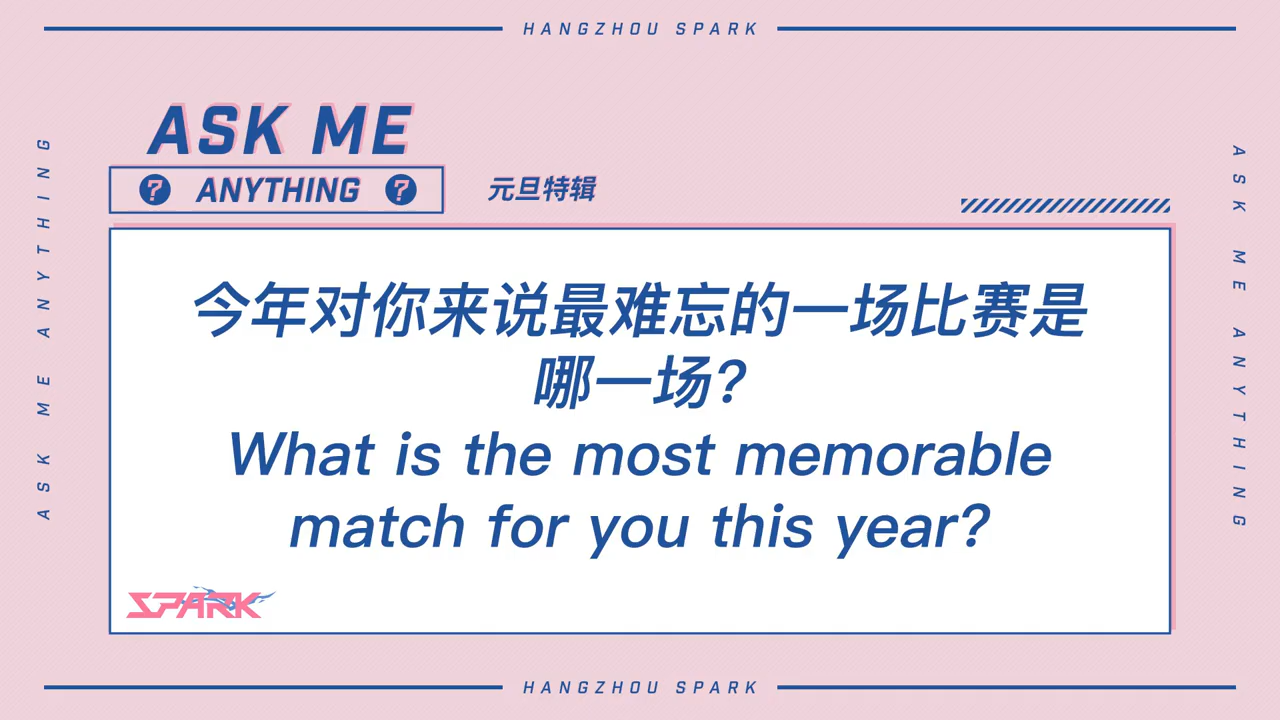 HANGZHOU SPARK
ASK ME
? ANYTHING ?
元旦特辑
ASK ME ANYTHING
ASK ME ANYTHING
今年对你来说最难忘的一场比赛是
哪一场?
What is the most memorable
match for you this year?
SPARK
HANGZHOU SPARK